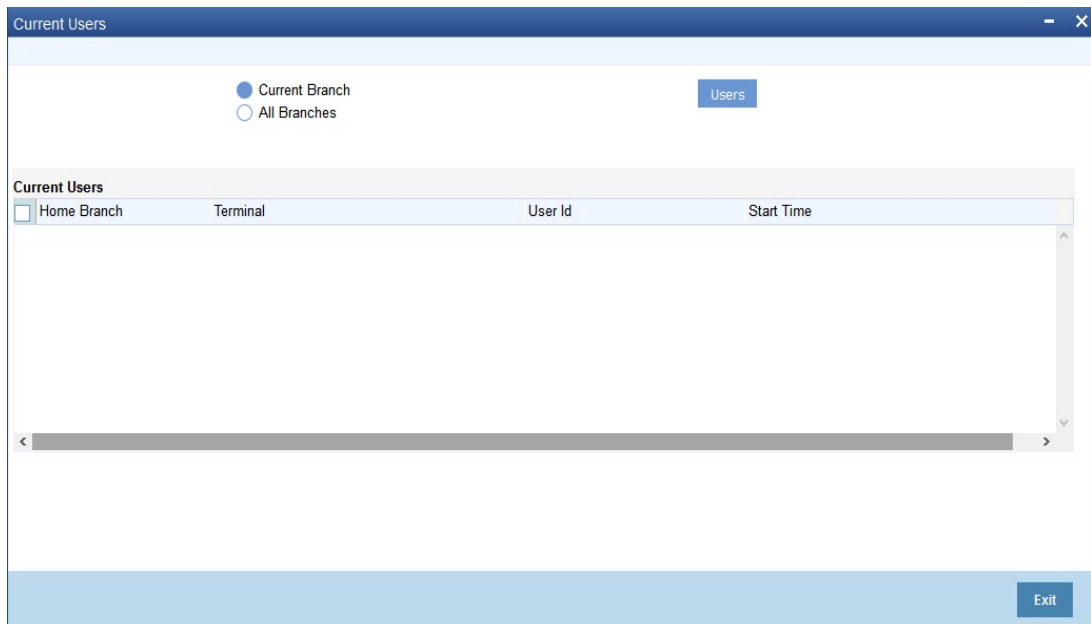 Current Users
Current Branch
Users
All Branches
Current Users
Home Branch Terminal User Id Start Time
Exit